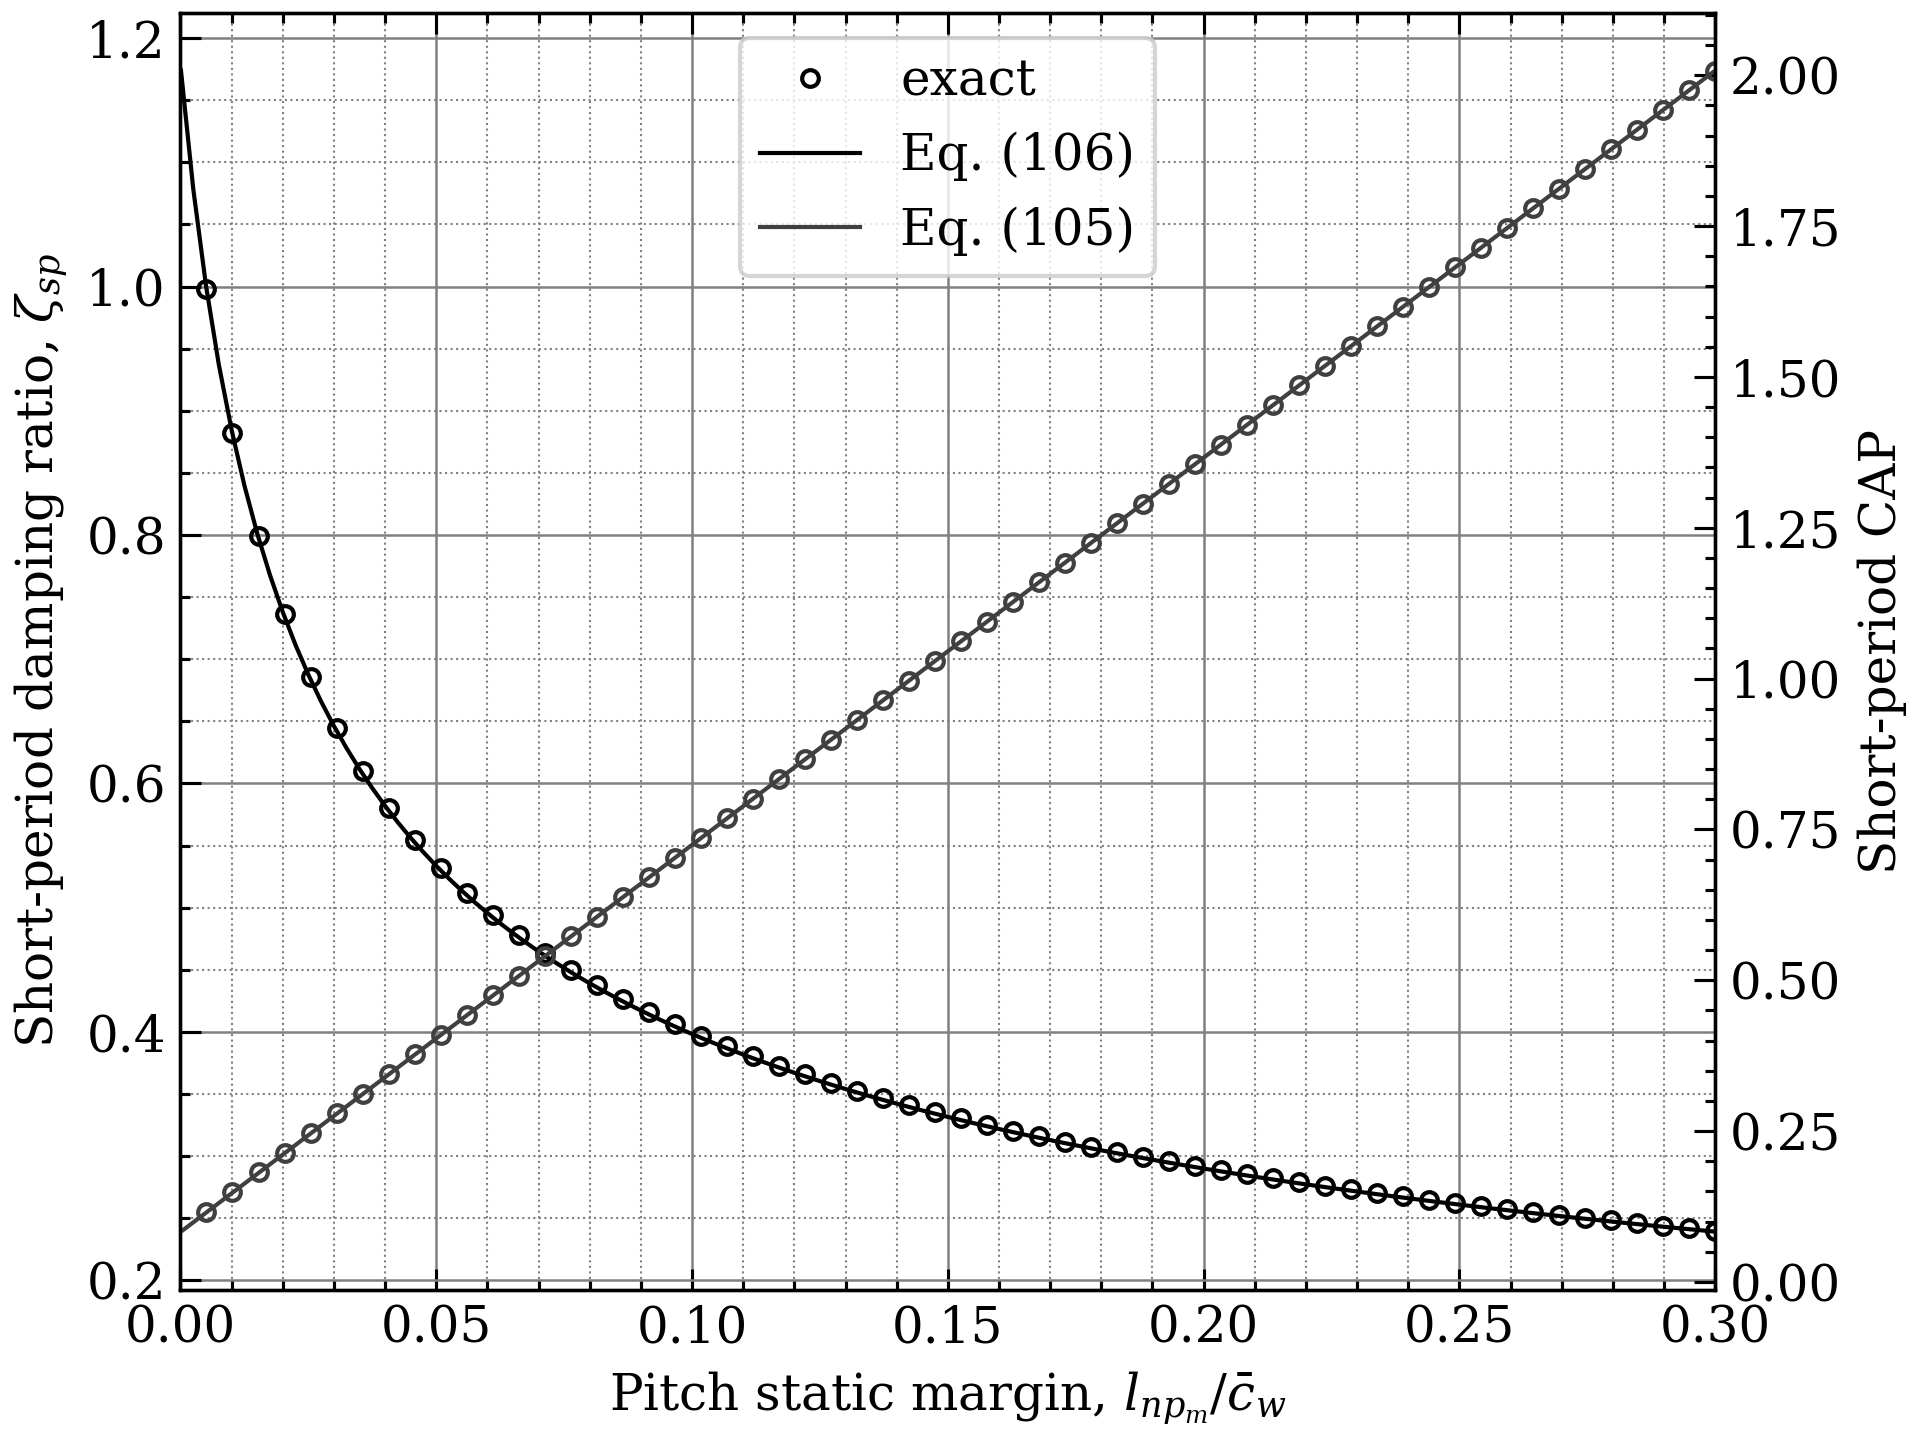 exact
Eq. (106)
Eq. (105)
Short-period damping ratio, ζ_sp
1.2
1.0
0.8
0.6
0.4
0.2
Short-period CAP
2.00
1.75
1.50
1.25
1.00
0.75
0.50
0.25
0.00
0.00 0.05 0.10 0.15 0.20 0.25 0.30
Pitch static margin, l_{np_m}/c̄_w